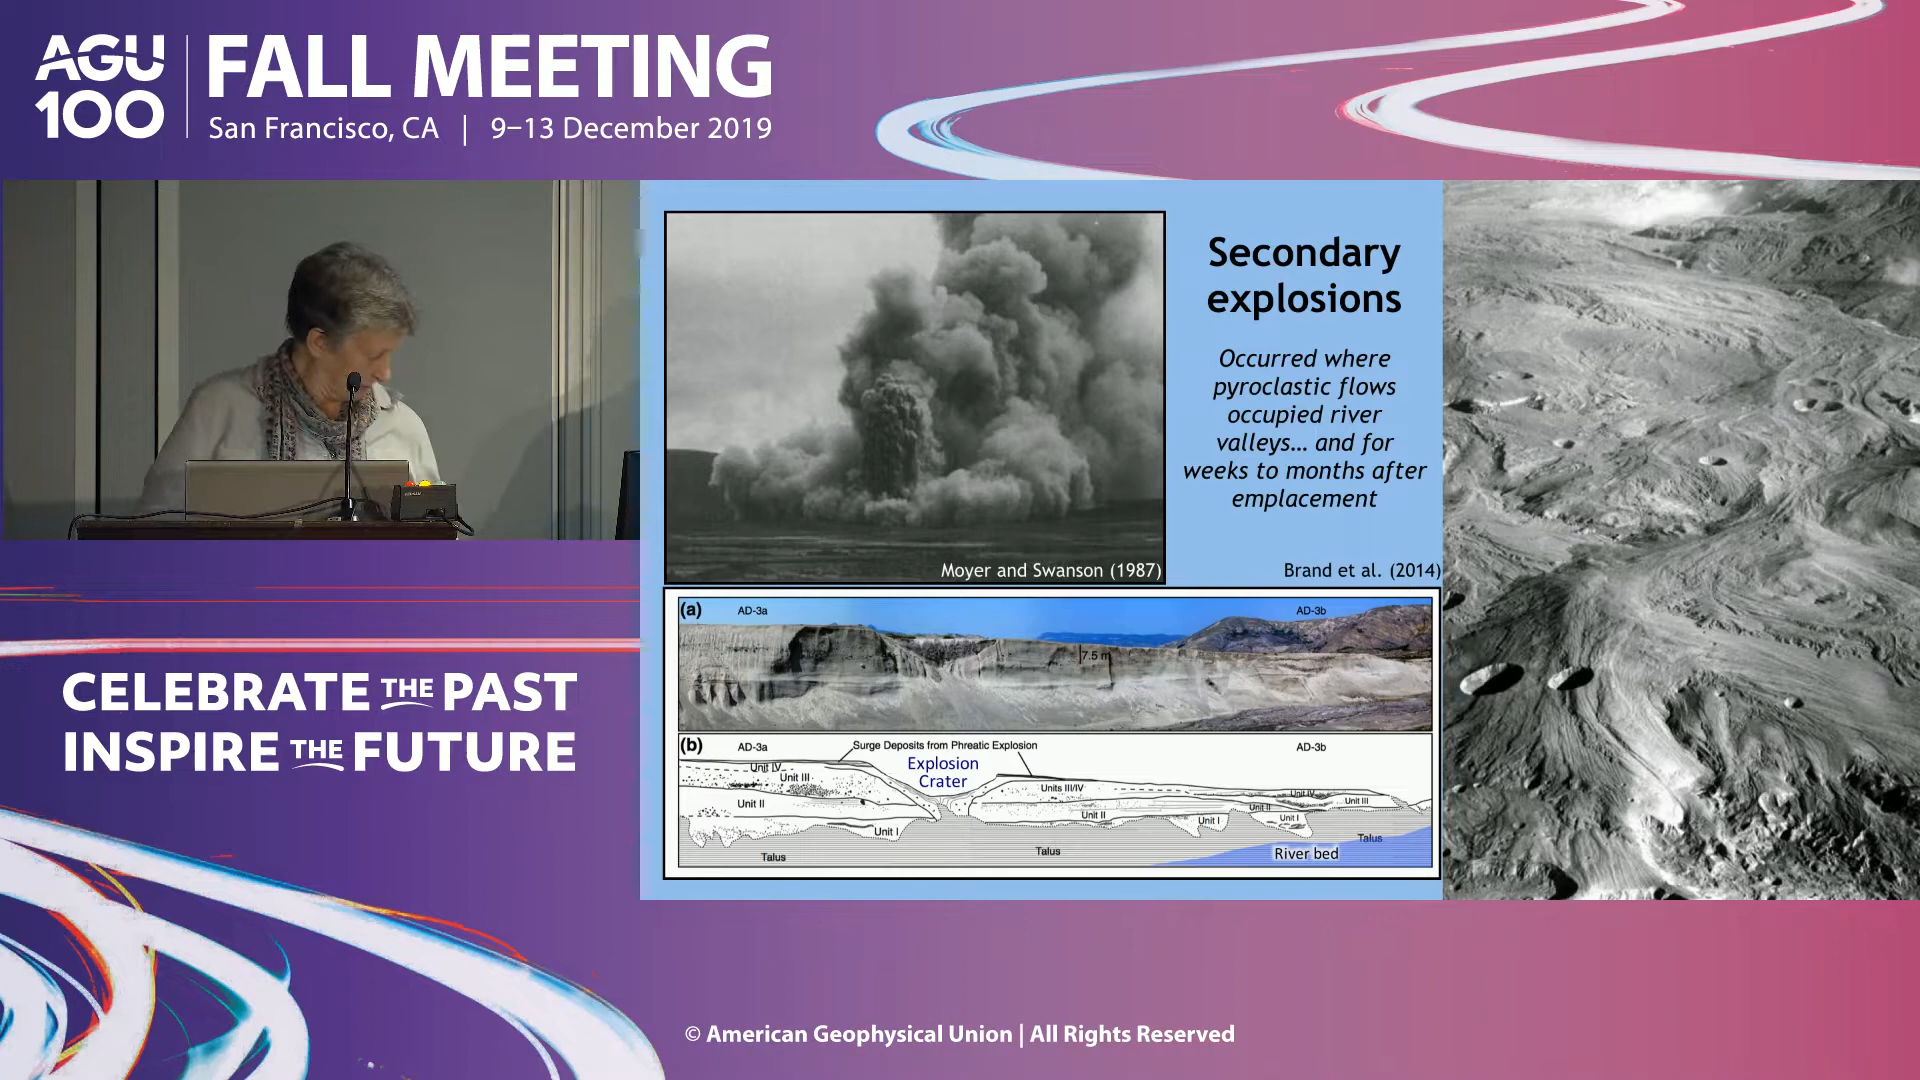 AGU
100
FALL MEETING
San Francisco, CA | 9–13 December 2019
Secondary
explosions
Occurred where
pyroclastic flows
occupied river
valleys... and for
weeks to months after
emplacement
Moyer and Swanson (1987)
Brand et al. (2014)
(a)
AD-3a
AD-3b
7.5 m
(b)
AD-3a
Surge Deposits from Phreatic Explosion
AD-3b
Explosion
Crater
Unit IV
Unit III
Units III/IV
Unit IV
Unit III
Unit II
Unit II
Unit II
Unit I
Unit I
Unit I
Talus
Talus
Talus
River bed
CELEBRATE THE PAST
INSPIRE THE FUTURE
© American Geophysical Union | All Rights Reserved